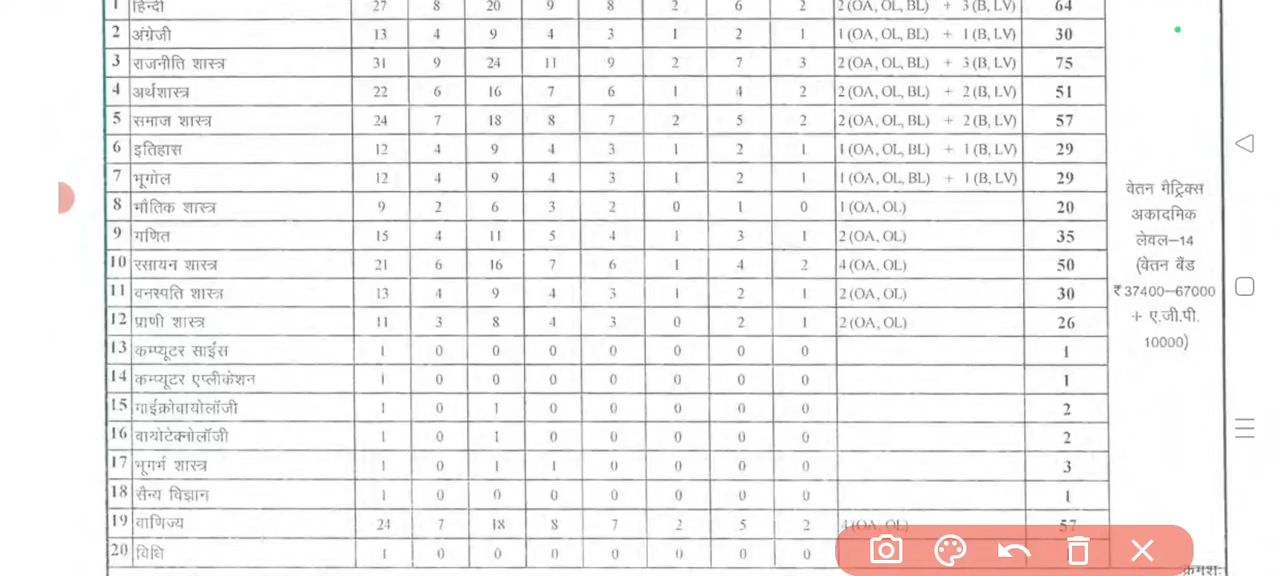 1 हिन्दी 27 8 20 9 8 2 6 2 2(OA, OL, BL) + 3(B, LV) 64
2 अंग्रेजी 13 4 9 4 3 1 2 1 1(OA, OL, BL) + 1(B, LV) 30
3 राजनीति शास्त्र 31 9 24 11 9 2 7 3 2(OA, OL, BL) + 3(B, LV) 75
4 अर्थशास्त्र 22 6 16 7 6 1 4 2 2(OA, OL, BL) + 2(B, LV) 51
5 समाज शास्त्र 24 7 18 8 7 2 5 2 2(OA, OL, BL) + 2(B, LV) 57
6 इतिहास 12 4 9 4 3 1 2 1 1(OA, OL, BL) + 1(B, LV) 29
7 भूगोल 12 4 9 4 3 1 2 1 1(OA, OL, BL) + 1(B, LV) 29
8 भौतिक शास्त्र 9 2 6 3 2 0 1 0 1(OA, OL) 20
9 गणित 15 4 11 5 4 1 3 1 2(OA, OL) 35
10 रसायन शास्त्र 21 6 16 7 6 1 4 2 4(OA, OL) 50
11 वनस्पति शास्त्र 13 4 9 4 3 1 2 1 2(OA, OL) 30
12 प्राणी शास्त्र 11 3 8 4 3 0 2 1 2(OA, OL) 26
13 कम्प्यूटर साईंस 1 0 0 0 0 0 0 0 1
14 कम्प्यूटर एप्लीकेशन 1 0 0 0 0 0 0 0 1
15 माईक्रोबायोलॉजी 1 0 1 0 0 0 0 0 2
16 बायोटेक्नोलॉजी 1 0 1 0 0 0 0 0 2
17 भूगर्भ शास्त्र 1 0 1 1 0 0 0 0 3
18 सैन्य विज्ञान 1 0 0 0 0 0 0 0 1
19 वाणिज्य 24 7 18 8 7 2 5 2 4(OA, OL) 57
20 विधि 1 0 0 0 0 0 0 0
वेतन मैट्रिक्स
अकादमिक
लेवल–14
(वेतन बैंड
₹37400–67000
+ ए.जी.पी.
10000)
क्रमशः